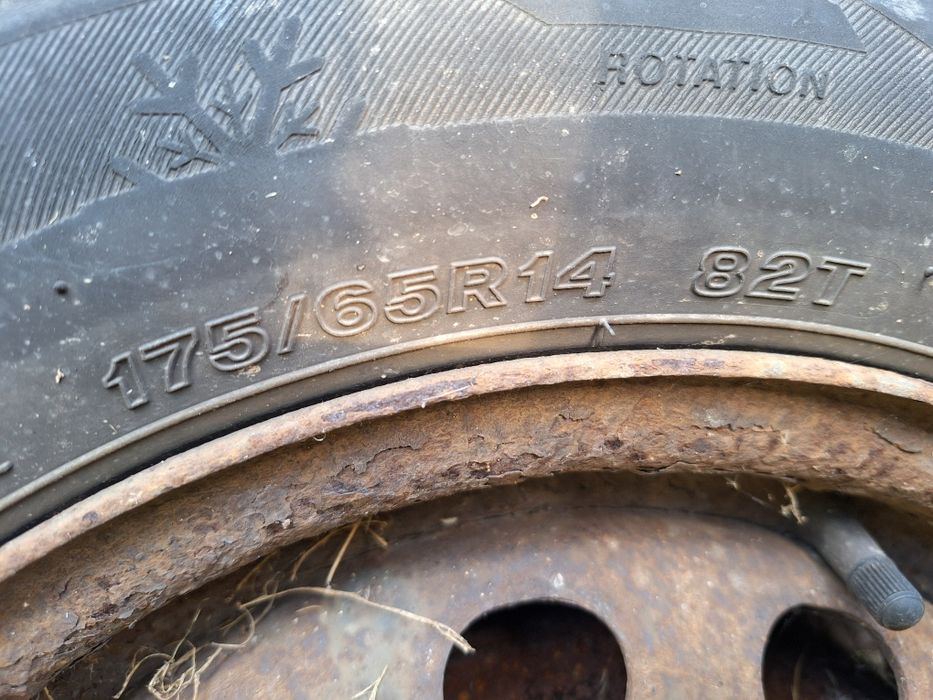 ROTATION
175/65R14 82T